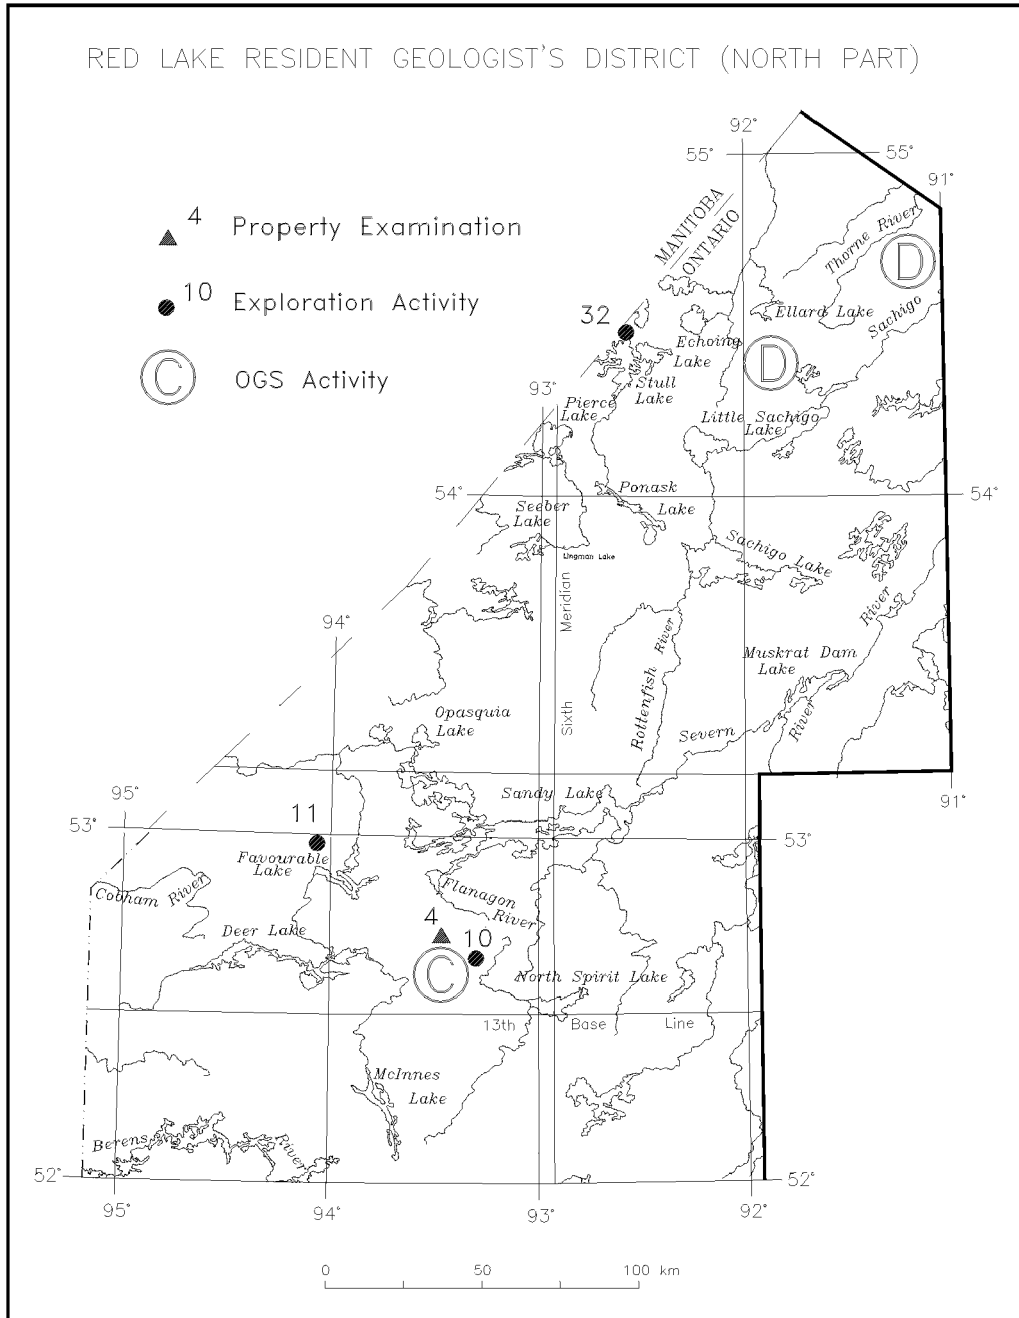 RED LAKE RESIDENT GEOLOGIST'S DISTRICT (NORTH PART)
92°
55°
55°
91°
4
Property Examination
10
Exploration Activity
C
OGS Activity
MANITOBA
ONTARIO
Thorne River
D
Ellard Lake
Sachigo
32
Echoing
Lake
D
Stull
Lake
93°
Pierce
Lake
Little Sachigo
Lake
54°
54°
Ponask
Lake
Seeber
Lake
Lingman Lake
Sachigo Lake
River
Meridian
Sixth
94°
Rottenfish River
Muskrat Dam
Lake
River
Severn
Opasquia
Lake
Sandy Lake
95°
91°
53°
53°
11
Favourable
Lake
Cobham River
Flanagon
River
Deer Lake
4
10
C
North Spirit Lake
13th Base Line
McInnes
Lake
Berens
River
52°
52°
95°
94°
93°
92°
0 50 100 km